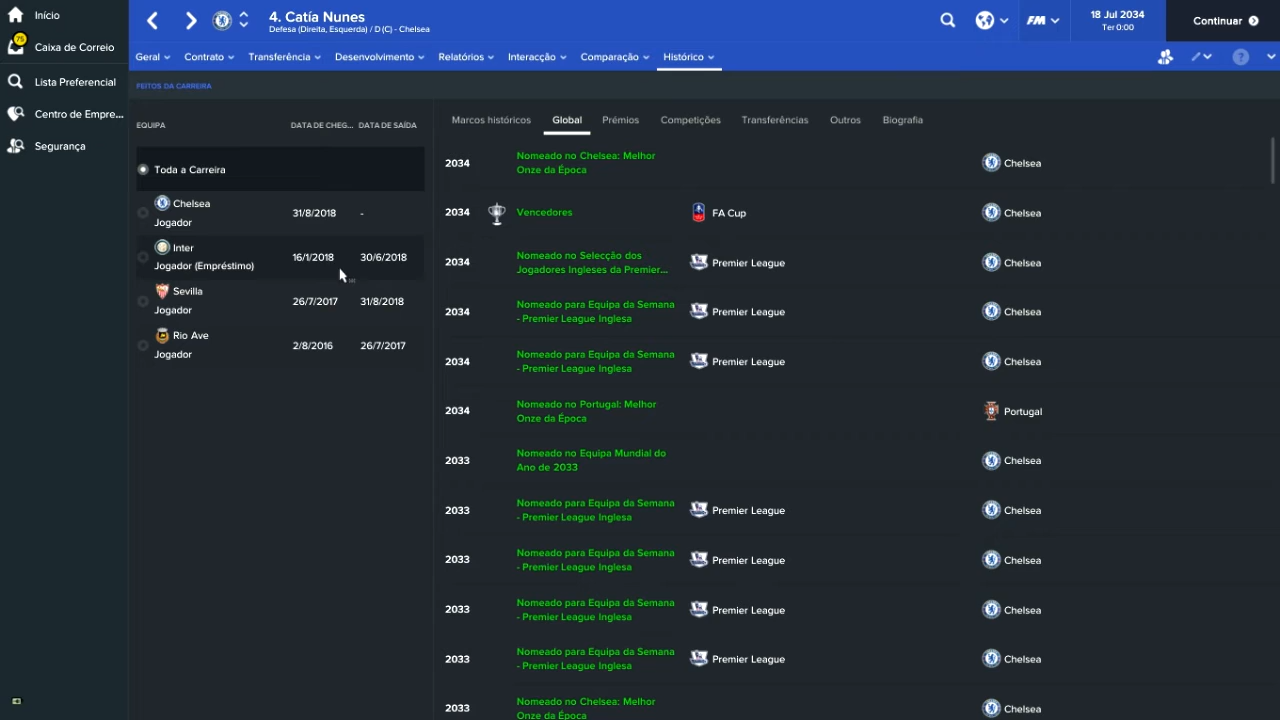 Início
4. Catía Nunes
Defesa (Direita, Esquerda) / D (C) - Chelsea
FM
18 Jul 2034
Ter 0:00
Continuar
75
Caixa de Correio
Geral
Contrato
Transferência
Desenvolvimento
Relatórios
Interacção
Comparação
Histórico
Lista Preferencial
Centro de Empre...
Segurança
FEITOS DA CARREIRA
EQUIPA DATA DE CHEG... DATA DE SAÍDA
Toda a Carreira
Chelsea
Jogador
31/8/2018 -
Inter
Jogador (Empréstimo)
16/1/2018 30/6/2018
Sevilla
Jogador
26/7/2017 31/8/2018
Rio Ave
Jogador
2/8/2016 26/7/2017
Marcos históricos Global Prémios Competições Transferências Outros Biografia
2034 Nomeado no Chelsea: Melhor
Onze da Época
Chelsea
2034 Vencedores FA Cup Chelsea
2034 Nomeado no Selecção dos
Jogadores Ingleses da Premier...
Premier League Chelsea
2034 Nomeado para Equipa da Semana
- Premier League Inglesa
Premier League Chelsea
2034 Nomeado para Equipa da Semana
- Premier League Inglesa
Premier League Chelsea
2034 Nomeado no Portugal: Melhor
Onze da Época
Portugal
2033 Nomeado no Equipa Mundial do
Ano de 2033
Chelsea
2033 Nomeado para Equipa da Semana
- Premier League Inglesa
Premier League Chelsea
2033 Nomeado para Equipa da Semana
- Premier League Inglesa
Premier League Chelsea
2033 Nomeado para Equipa da Semana
- Premier League Inglesa
Premier League Chelsea
2033 Nomeado para Equipa da Semana
- Premier League Inglesa
Premier League Chelsea
2033 Nomeado no Chelsea: Melhor
Onze da Época
Chelsea